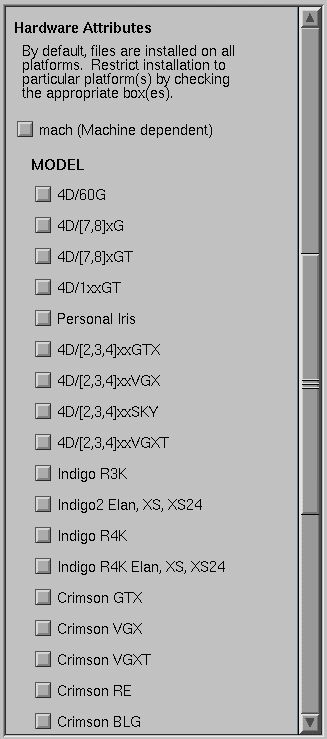 Hardware Attributes
By default, files are installed on all
platforms.  Restrict installation to
particular platform(s) by checking
the appropriate box(es).
mach (Machine dependent)
MODEL
4D/60G
4D/[7,8]xG
4D/[7,8]xGT
4D/1xxGT
Personal Iris
4D/[2,3,4]xxGTX
4D/[2,3,4]xxVGX
4D/[2,3,4]xxSKY
4D/[2,3,4]xxVGXT
Indigo R3K
Indigo2 Elan, XS, XS24
Indigo R4K
Indigo R4K Elan, XS, XS24
Crimson GTX
Crimson VGX
Crimson VGXT
Crimson RE
Crimson BLG